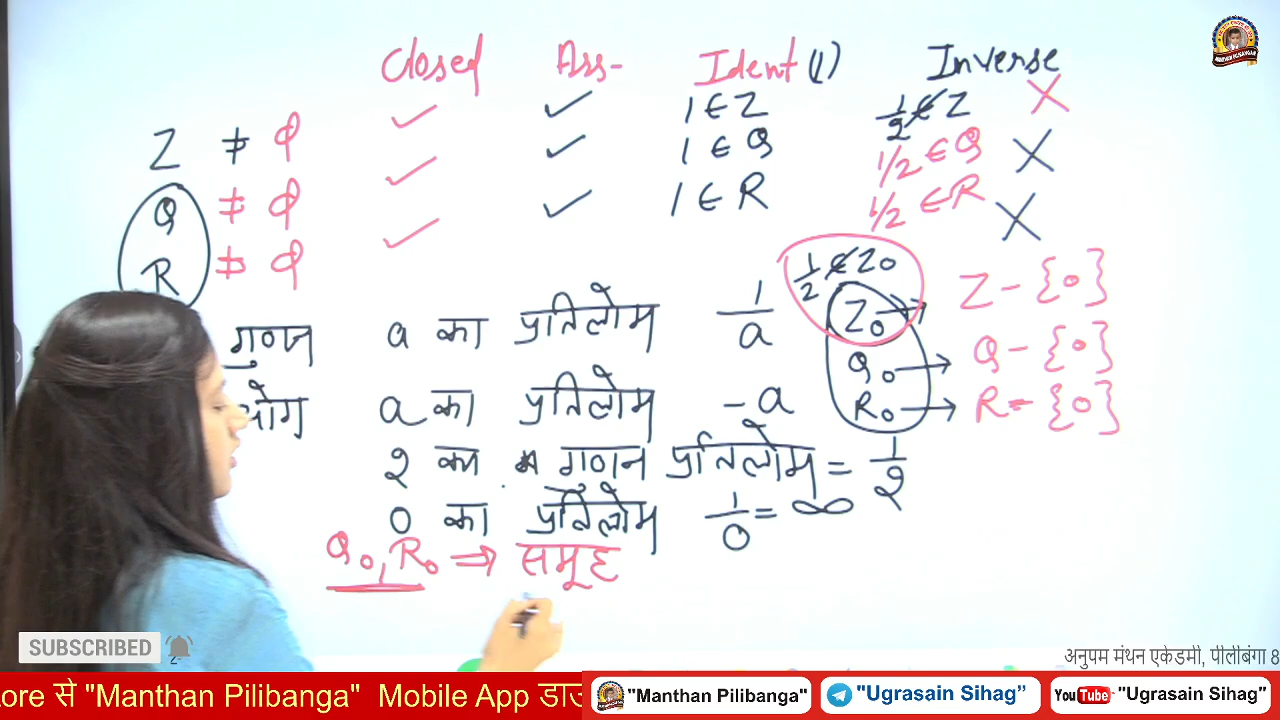 Closed Ass- Ident (1) Inverse
Z ≠ φ ✓ ✓ 1 ∈ Z 1/2 ∉ Z ✗
Q ≠ φ ✓ ✓ 1 ∈ Q 1/2 ∈ Q ✗
R ≠ φ ✓ ✓ 1 ∈ R 1/2 ∈ R ✗
1/2 ∉ Z₀
Z₀ → Z - {0}
गुणज a का प्रतिलोम 1/a
Q₀ → Q - {0}
योग a का प्रतिलोम -a
R₀ → R - {0}
2 का गुणन प्रतिलोम = 1/2
0 का प्रतिलोम 1/0 = ∞
Q₀, R₀ ⇒ समूह
SUBSCRIBED
अनुपम मंथन एकेडमी, पीलीबंगा 8
ore से "Manthan Pilibanga" Mobile App डाउ
"Manthan Pilibanga" "Ugrasain Sihag" YouTube -"Ugrasain Sihag"